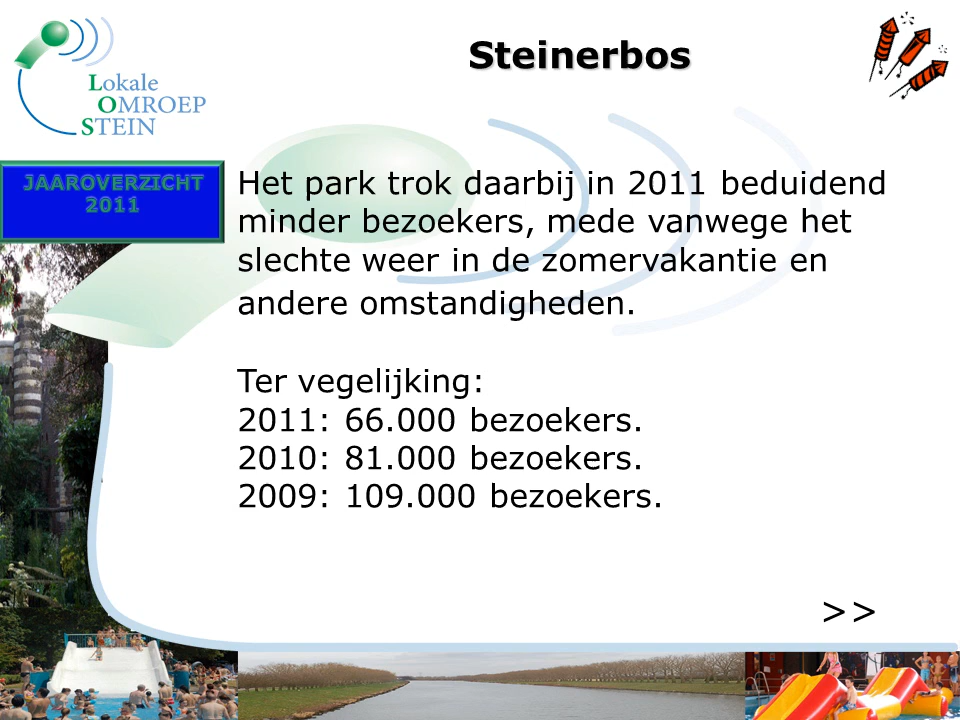 Steinerbos
Lokale
OMROEP
STEIN
JAAROVERZICHT
2011
Het park trok daarbij in 2011 beduidend
minder bezoekers, mede vanwege het
slechte weer in de zomervakantie en
andere omstandigheden.
Ter vegelijking:
2011: 66.000 bezoekers.
2010: 81.000 bezoekers.
2009: 109.000 bezoekers.
>>